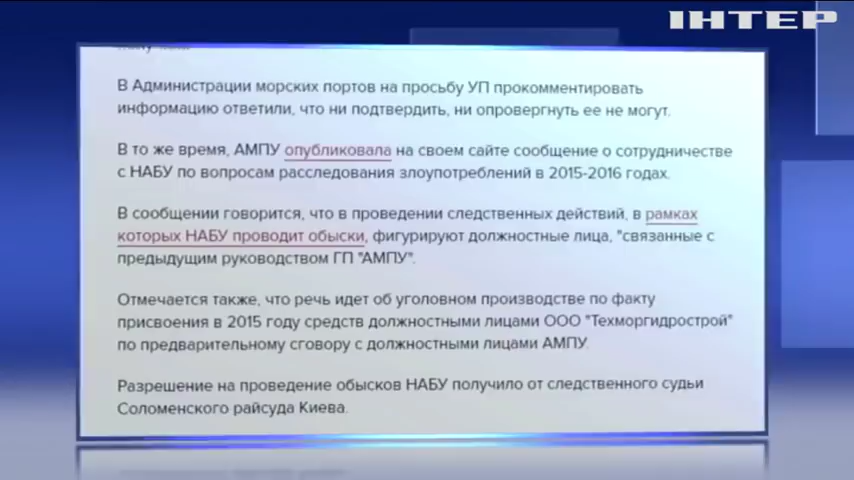 ІНТЕР
В Администрации морских портов на просьбу УП прокомментировать
информацию ответили, что ни подтвердить, ни опровергнуть ее не могут.
В то же время, АМПУ опубликовала на своем сайте сообщение о сотрудничестве
с НАБУ по вопросам расследования злоупотреблений в 2015-2016 годах.
В сообщении говорится, что в проведении следственных действий, в рамках
которых НАБУ проводит обыски, фигурируют должностные лица, "связанные с
предыдущим руководством ГП "АМПУ".
Отмечается также, что речь идет об уголовном производстве по факту
присвоения в 2015 году средств должностными лицами ООО "Техморгидрострой"
по предварительному сговору с должностными лицами АМПУ.
Разрешение на проведение обысков НАБУ получило от следственного судьи
Соломенского райсуда Киева.